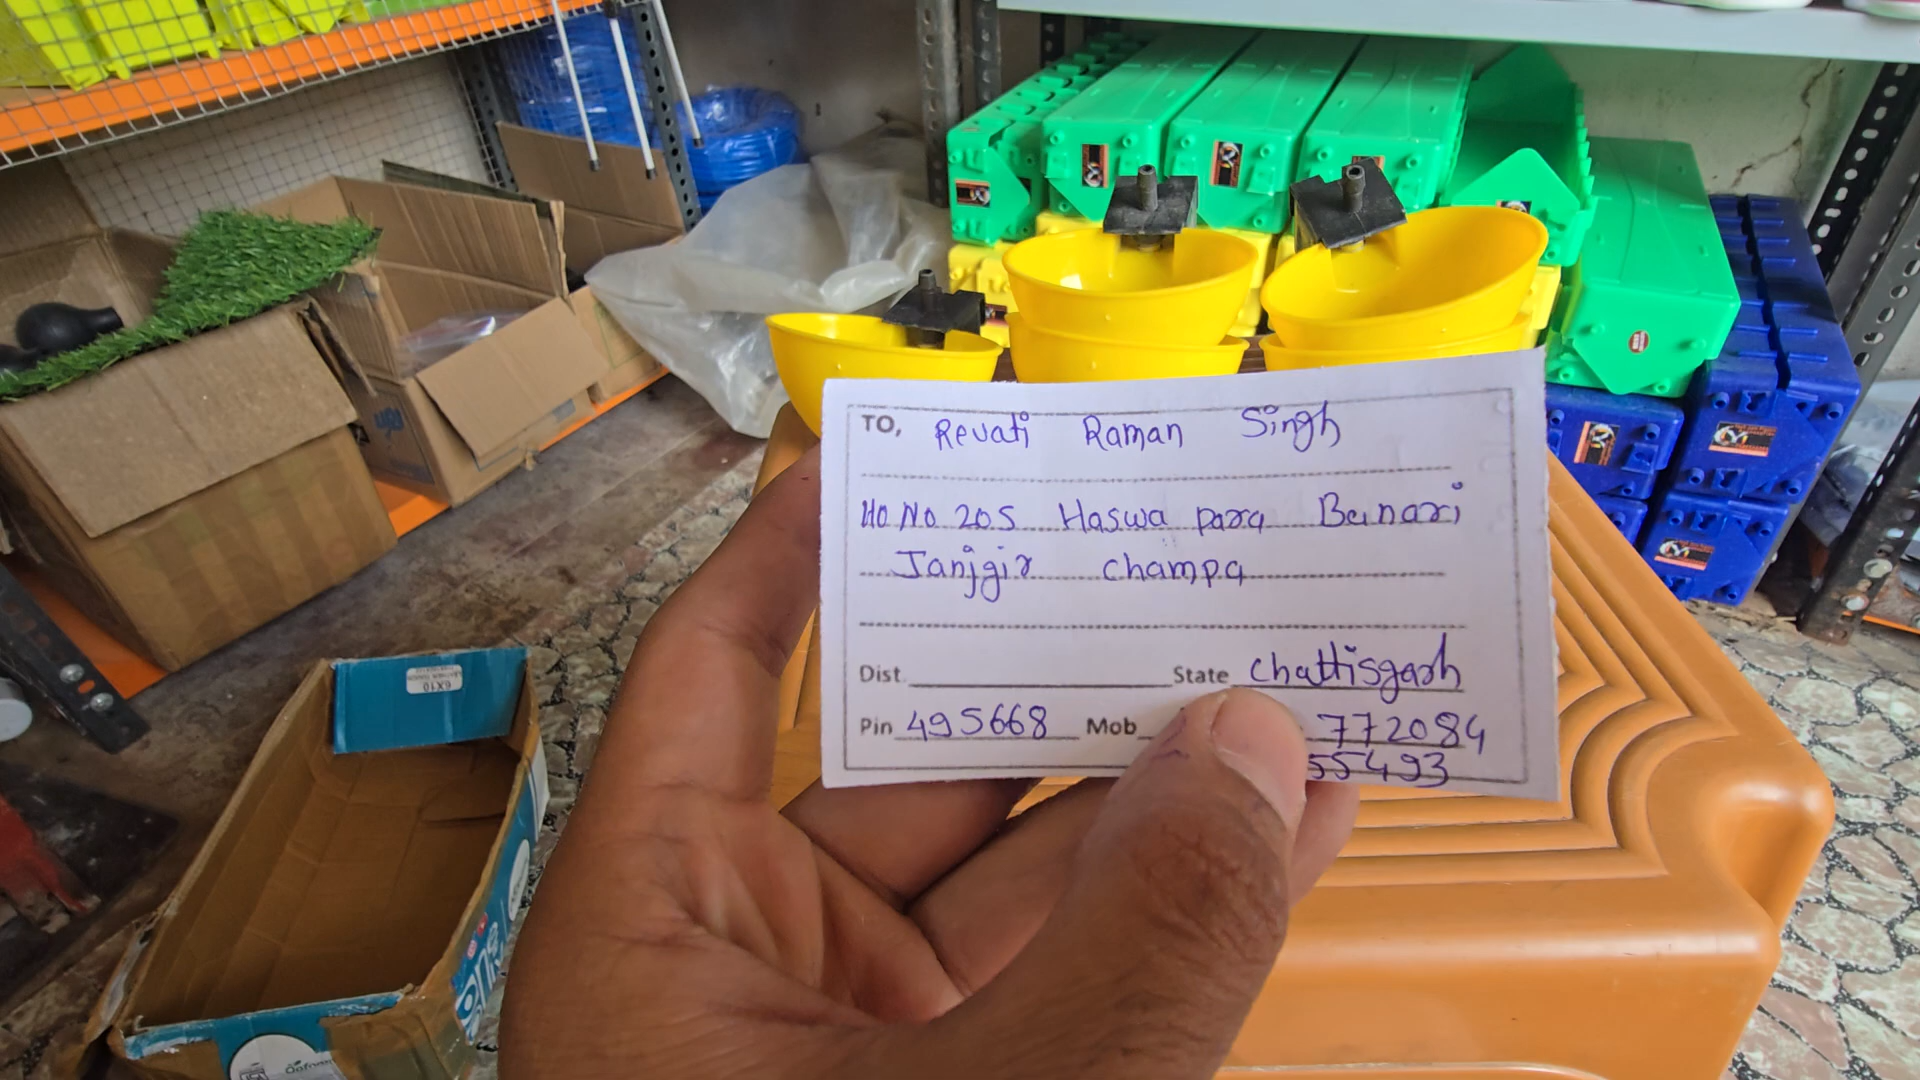 TO, Revati Raman Singh
Ho No 205 Haswa para Banari
Janjgir champa
Dist. State Chattisgarh
Pin 495668 Mob 772084
55493
6X10